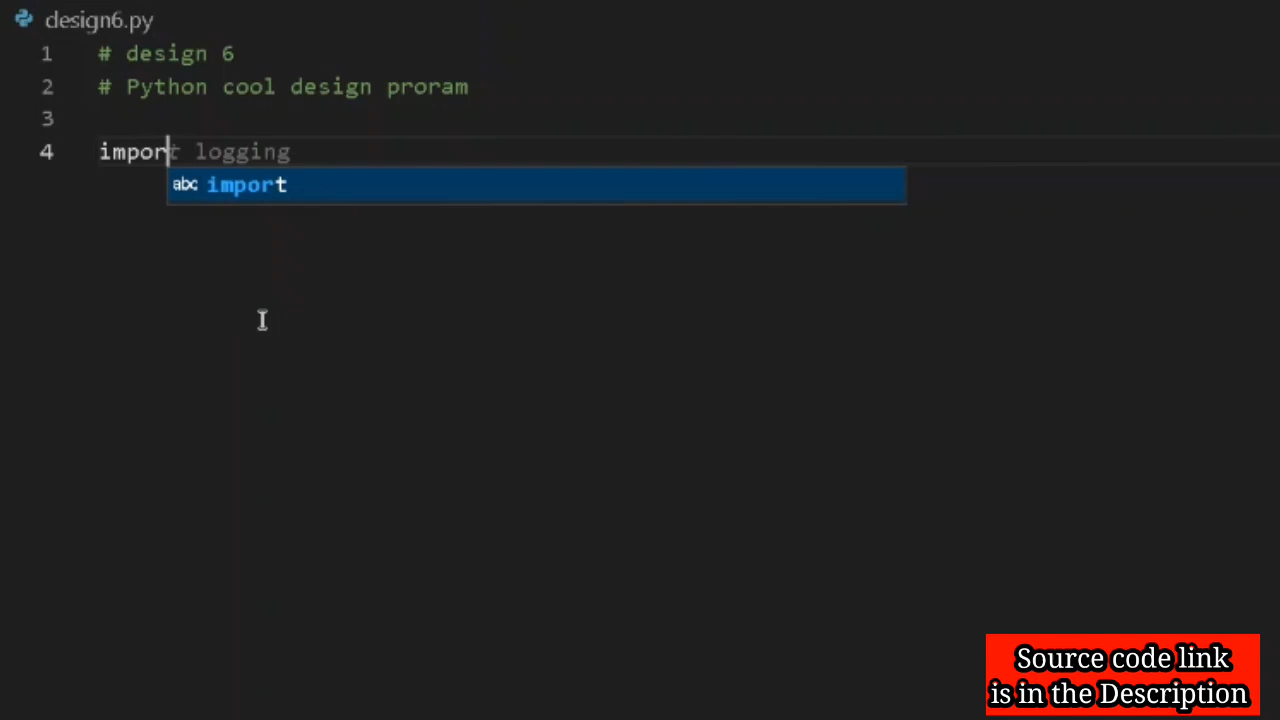 design6.py
1 # design 6
2 # Python cool design proram
3
4 import logging
abc import
Source code link
is in the Description